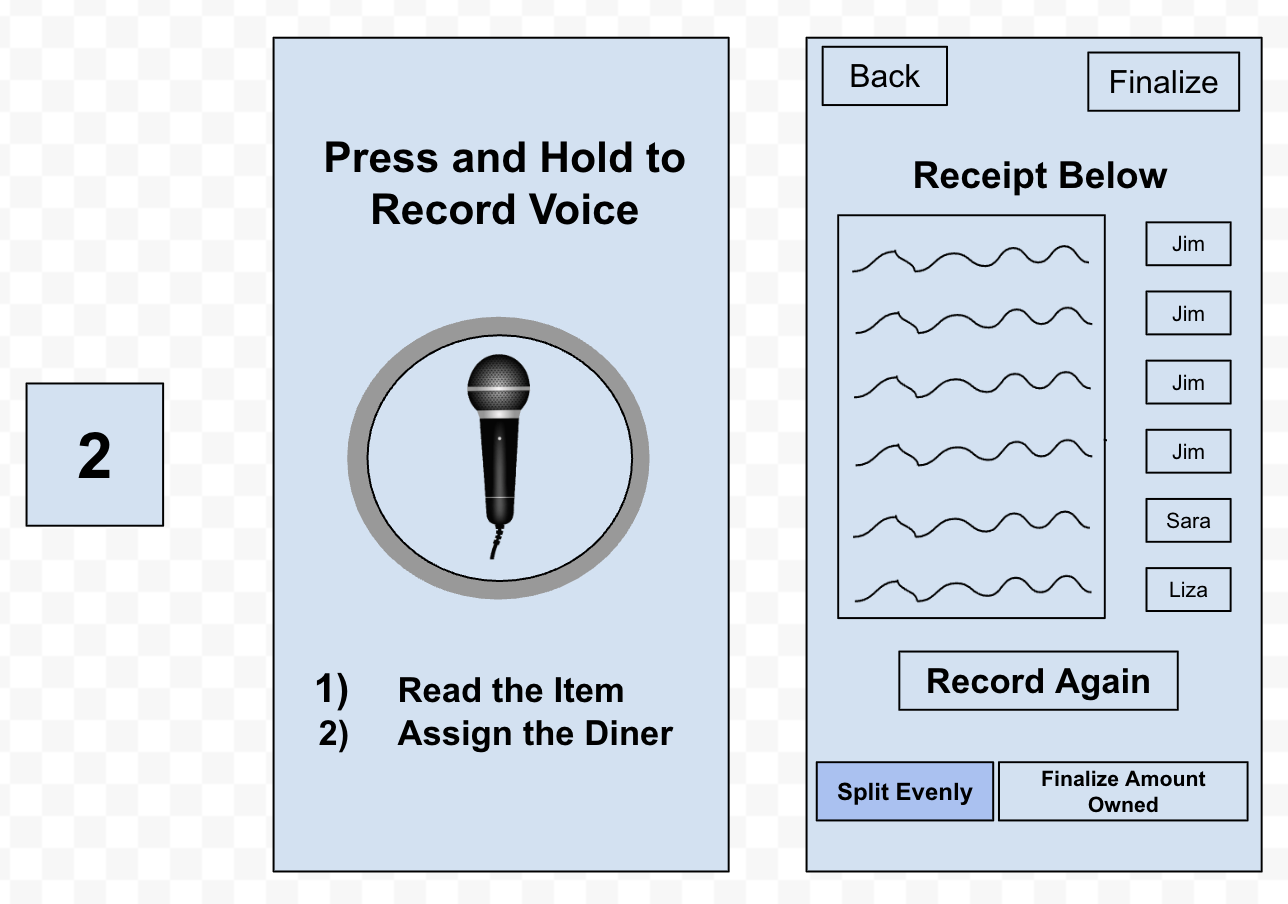 2
Press and Hold to
Record Voice
1) Read the Item
2) Assign the Diner
Back
Finalize
Receipt Below
Jim
Jim
Jim
Jim
Sara
Liza
Record Again
Split Evenly
Finalize Amount
Owned